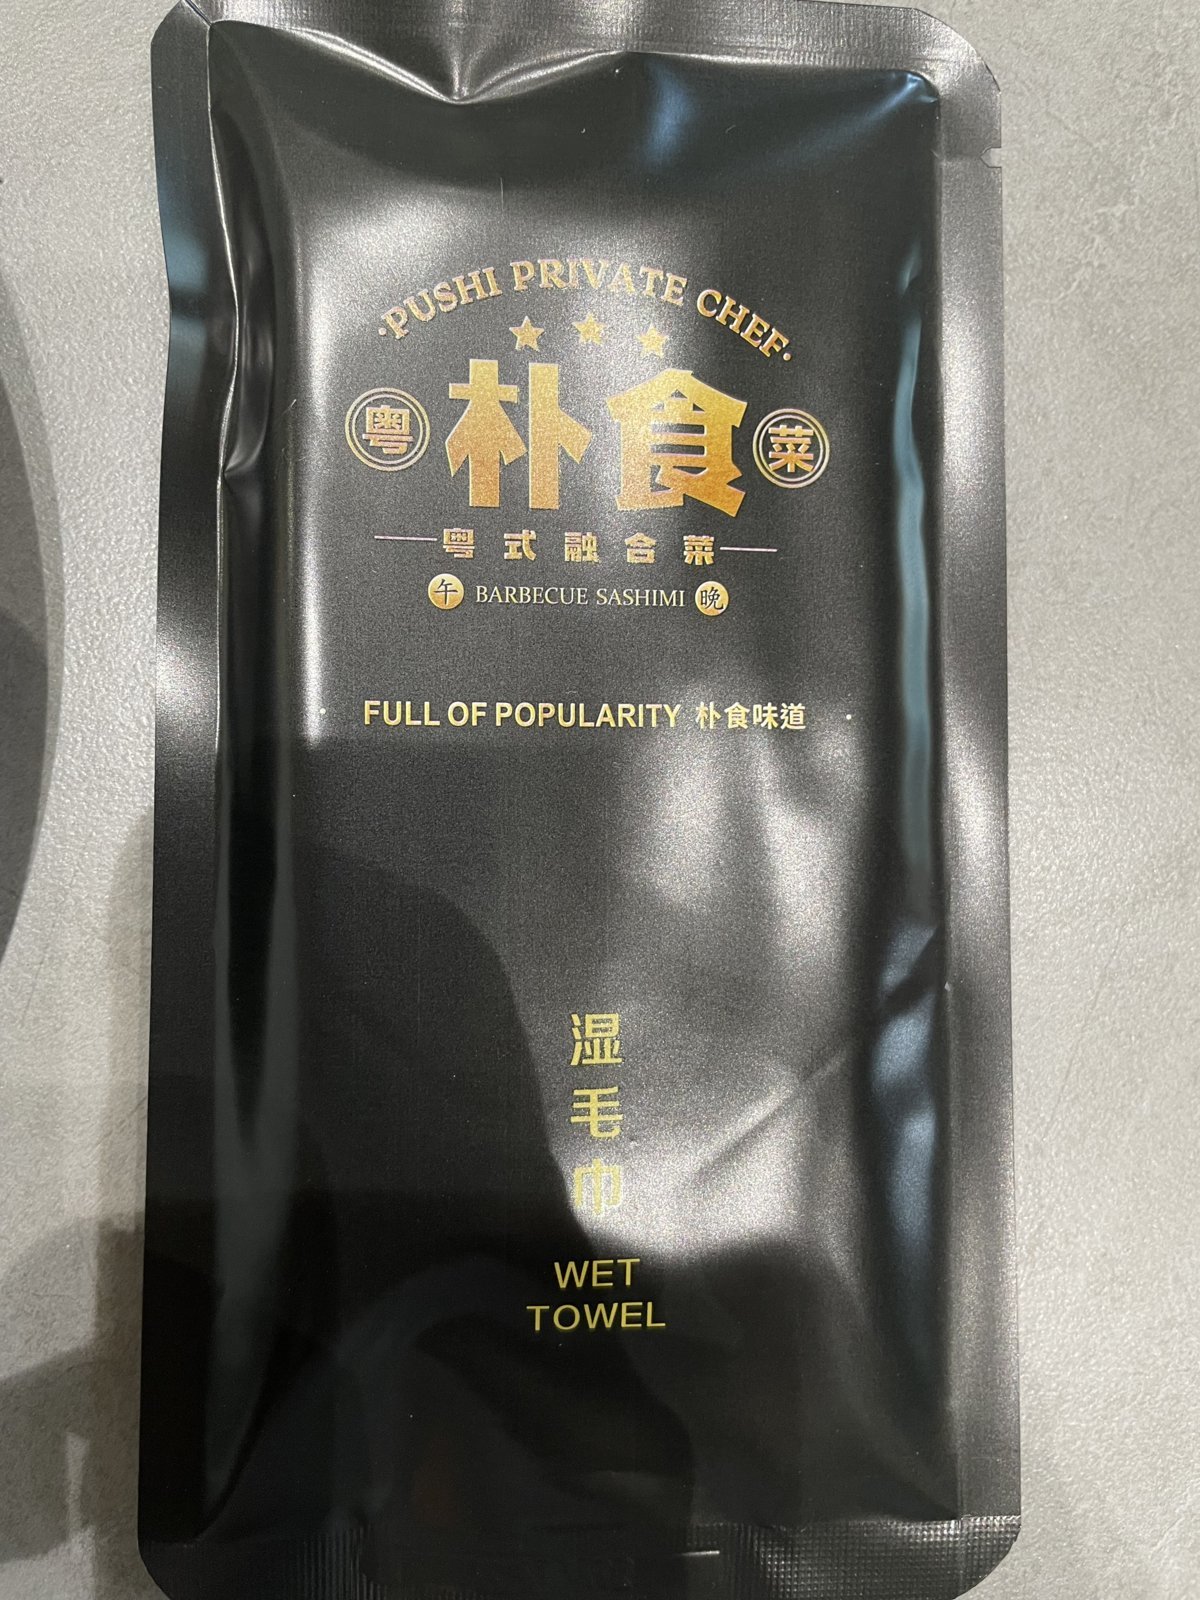 ·PUSHI PRIVATE CHEF·
粤 朴食 菜
粤式融合菜
午 BARBECUE SASHIMI 晚
· FULL OF POPULARITY 朴食味道 ·
湿
毛
巾
WET
TOWEL